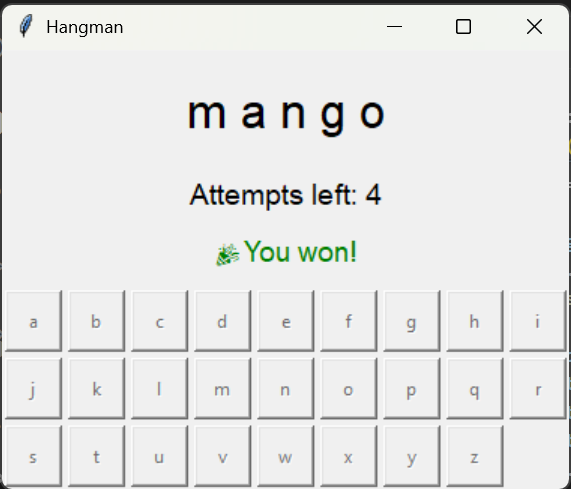 Hangman
m a n g o
Attempts left: 4
🎉 You won!
a b c d e f g h i
j k l m n o p q r
s t u v w x y z